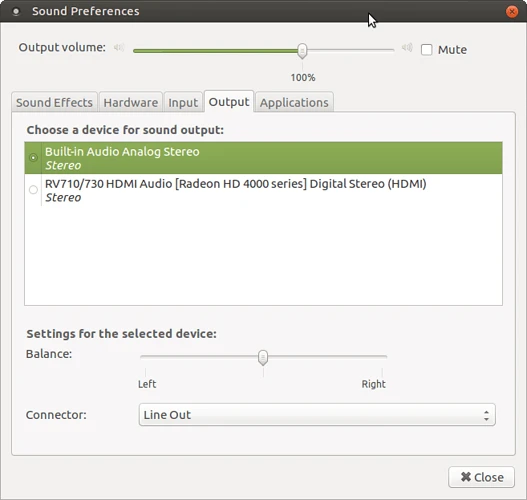 Sound Preferences
Output volume:
Mute
100%
Sound Effects Hardware Input Output Applications
Choose a device for sound output:
Built-in Audio Analog Stereo
Stereo
RV710/730 HDMI Audio [Radeon HD 4000 series] Digital Stereo (HDMI)
Stereo
Settings for the selected device:
Balance:
Left Right
Connector: Line Out
Close